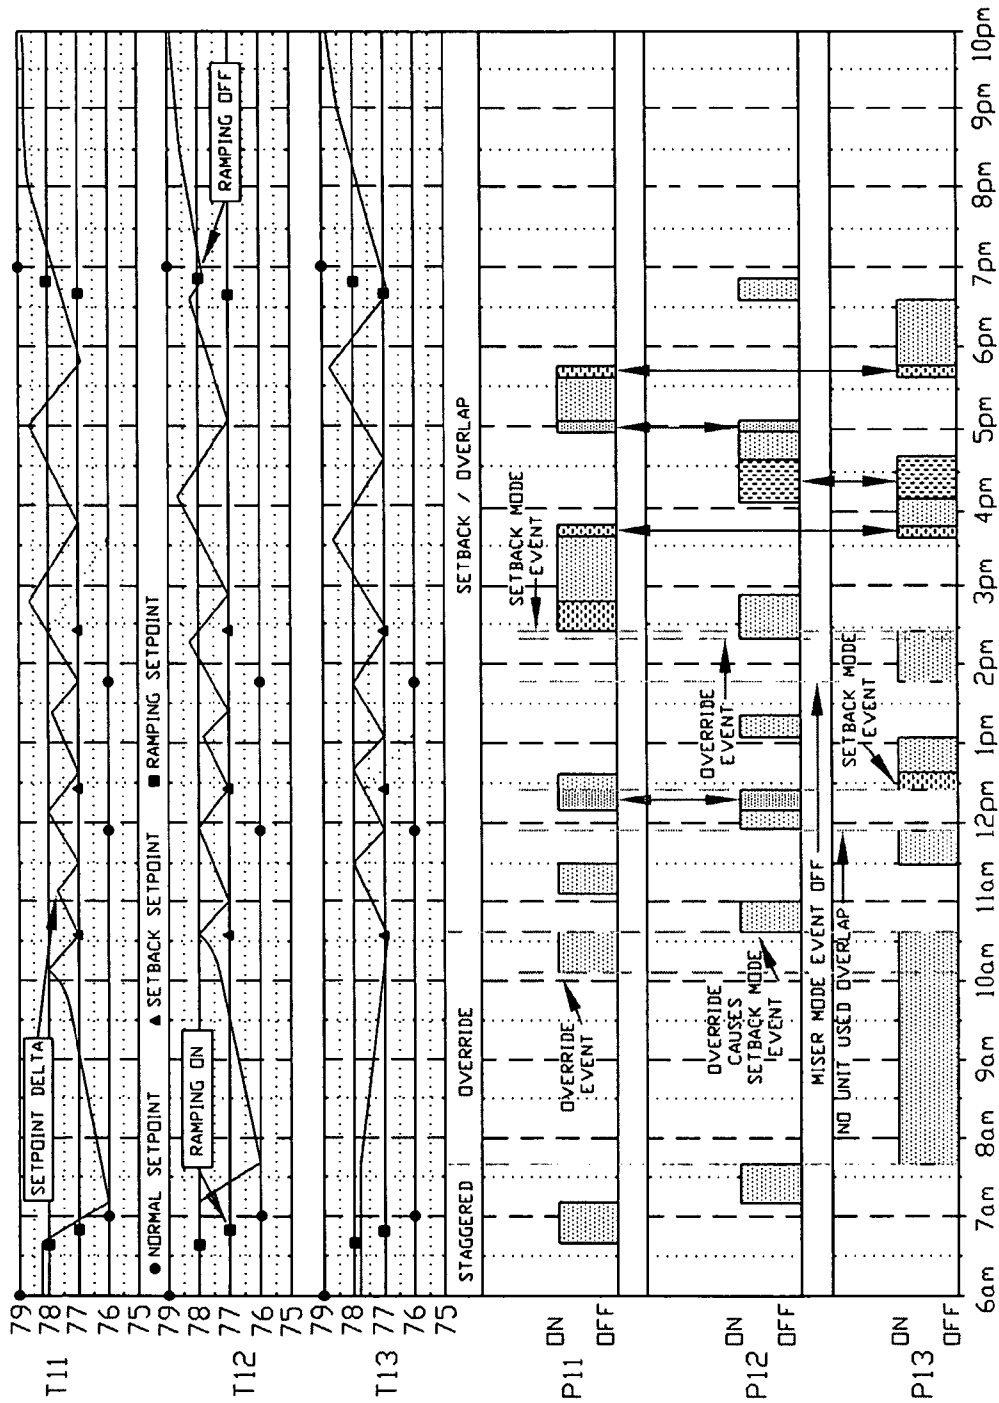 79
78
77
76
75
T11
SETPOINT DELTA
● NORMAL SETPOINT ▲ SETBACK SETPOINT ■ RAMPING SETPOINT
79
78
77
76
75
T12
RAMPING ON
RAMPING OFF
79
78
77
76
75
T13
STAGGERED
OVERRIDE
SETBACK / OVERLAP
ON
OFF
P11
OVERRIDE
EVENT
SETBACK MODE
EVENT
ON
OFF
P12
OVERRIDE
CAUSES
SETBACK MODE
EVENT
OVERRIDE
EVENT
MISER MODE EVENT OFF
NO UNIT USED OVERLAP
SETBACK MODE
EVENT
ON
OFF
P13
6am 7am 8am 9am 10am 11am 12pm 1pm 2pm 3pm 4pm 5pm 6pm 7pm 8pm 9pm 10pm